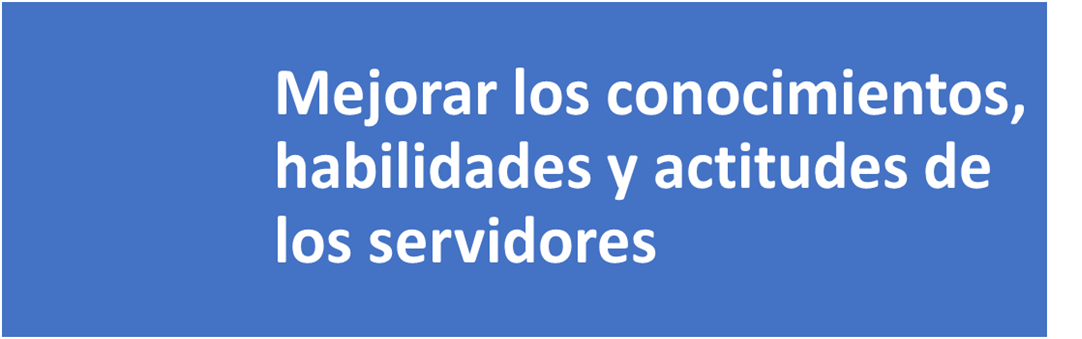 Mejorar los conocimientos,
habilidades y actitudes de
los servidores